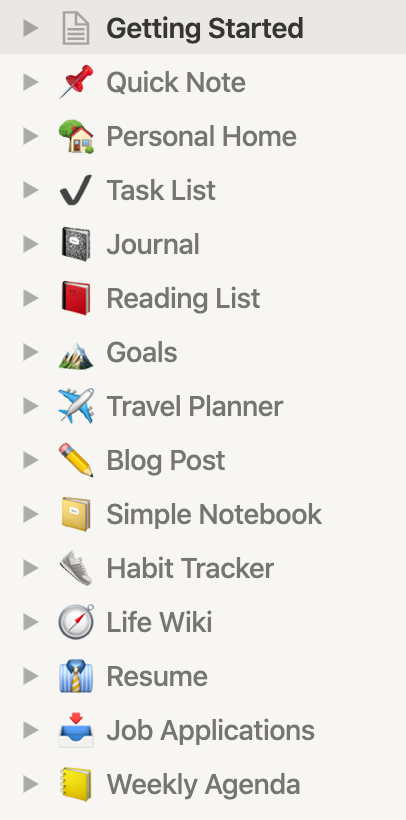 Getting Started
Quick Note
Personal Home
Task List
Journal
Reading List
Goals
Travel Planner
Blog Post
Simple Notebook
Habit Tracker
Life Wiki
Resume
Job Applications
Weekly Agenda